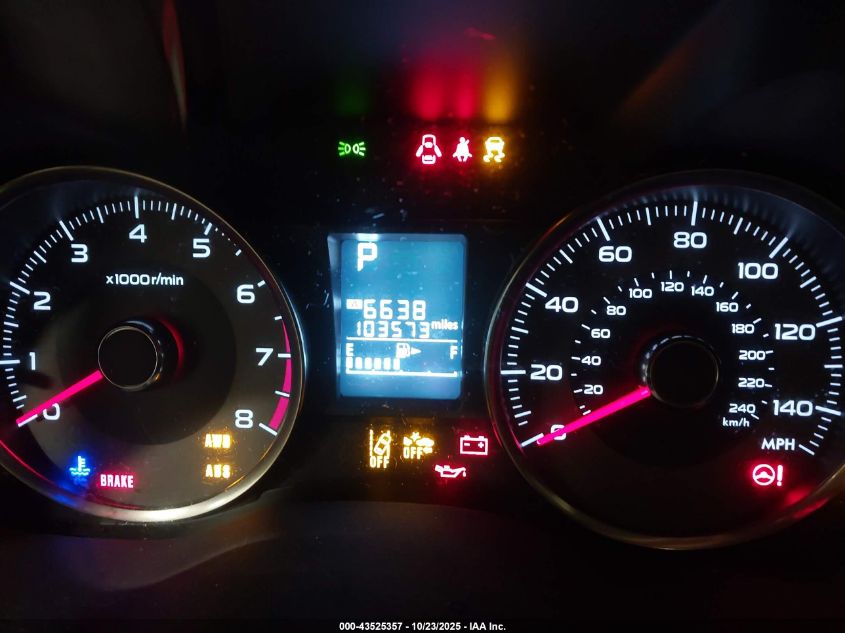 P
6638
103573 miles
E F
0 1 2 3 4 5 6 7 8
x1000r/min
AWD
ABS
BRAKE
OFF OFF
0 20 40 60 80 100 120 140
MPH
20 40 60 80 100 120 140 160 180 200 220 240
km/h
!
000-43525357 - 10/23/2025 - IAA Inc.